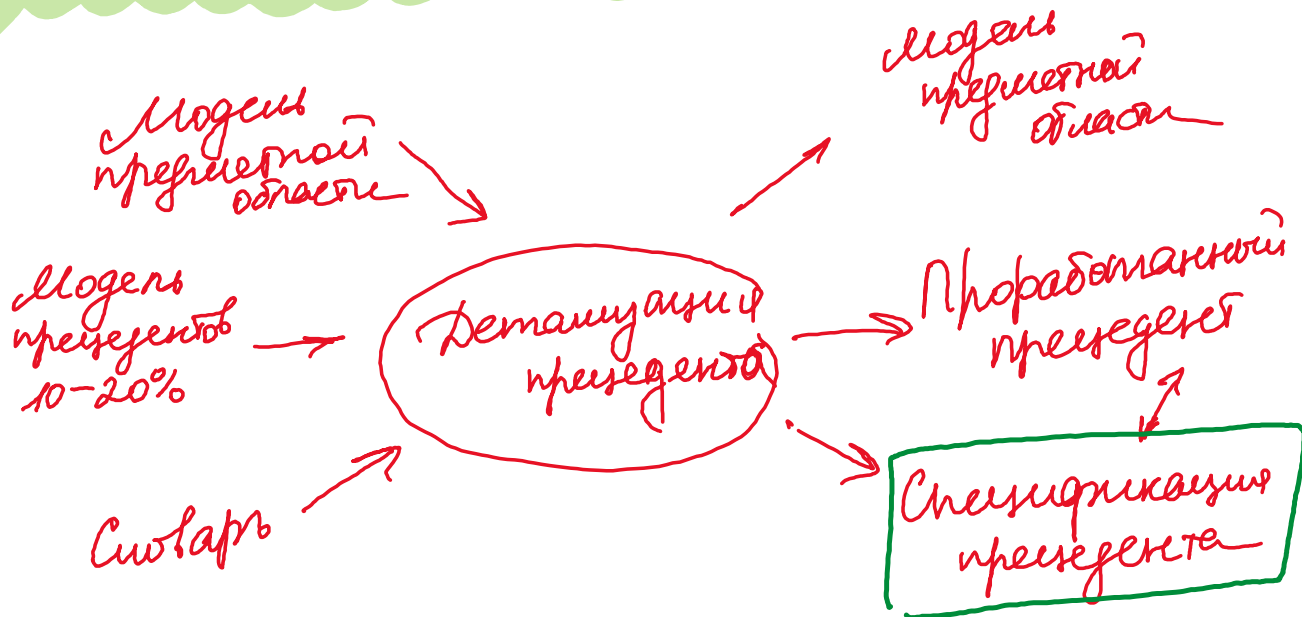 Модель
предметной
области
Модель
прецедентов
10-20%
Словарь
Детализация
прецедента
Модель
предметной
области
Проработанный
прецедент
Спецификация
прецедента